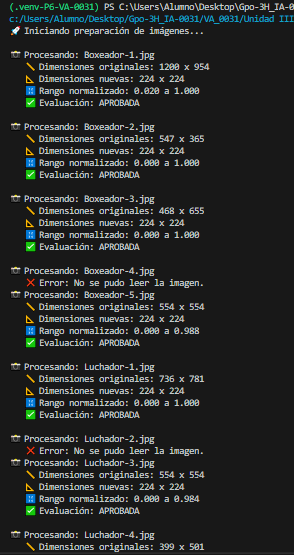 (.venv-P6-VA-0031) PS C:\Users\Alumno\Desktop\Gpo-3H_IA-0031/VA_0031\Unidad III
c:/Users/Alumno/Desktop/Gpo-3H_IA-0031/VA_0031/Unidad III
🚀 Iniciando preparación de imágenes...
Procesando: Boxeador-1.jpg
Dimensiones originales: 1200 x 954
Dimensiones nuevas: 224 x 224
Rango normalizado: 0.020 a 1.000
✅ Evaluación: APROBADA
Procesando: Boxeador-2.jpg
Dimensiones originales: 547 x 365
Dimensiones nuevas: 224 x 224
Rango normalizado: 0.000 a 1.000
✅ Evaluación: APROBADA
Procesando: Boxeador-3.jpg
Dimensiones originales: 468 x 655
Dimensiones nuevas: 224 x 224
Rango normalizado: 0.000 a 1.000
✅ Evaluación: APROBADA
Procesando: Boxeador-4.jpg
❌ Error: No se pudo leer la imagen.
Procesando: Boxeador-5.jpg
Dimensiones originales: 554 x 554
Dimensiones nuevas: 224 x 224
Rango normalizado: 0.000 a 0.988
✅ Evaluación: APROBADA
Procesando: Luchador-1.jpg
Dimensiones originales: 736 x 781
Dimensiones nuevas: 224 x 224
Rango normalizado: 0.000 a 1.000
✅ Evaluación: APROBADA
Procesando: Luchador-2.jpg
❌ Error: No se pudo leer la imagen.
Procesando: Luchador-3.jpg
Dimensiones originales: 554 x 554
Dimensiones nuevas: 224 x 224
Rango normalizado: 0.000 a 0.984
✅ Evaluación: APROBADA
Procesando: Luchador-4.jpg
Dimensiones originales: 399 x 501